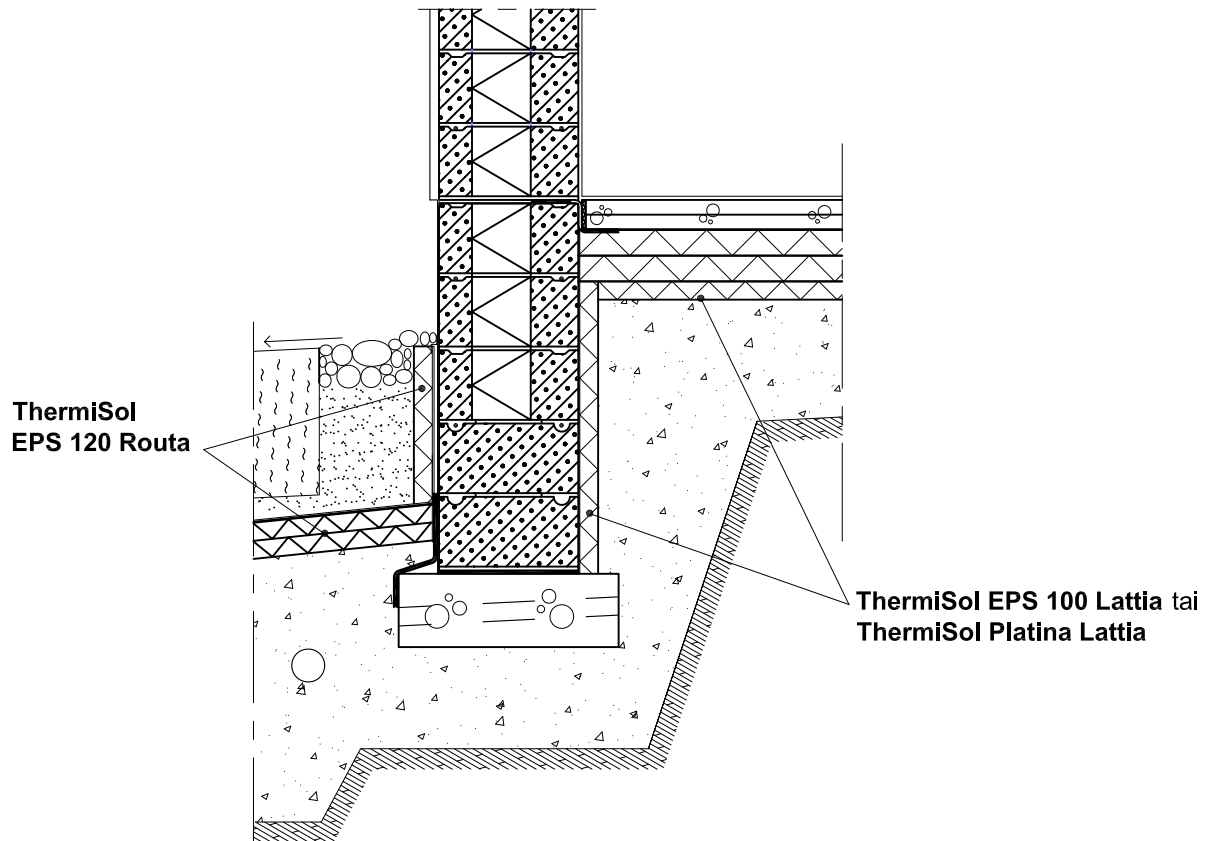 ThermiSol
EPS 120 Routa
ThermiSol EPS 100 Lattia tai
ThermiSol Platina Lattia